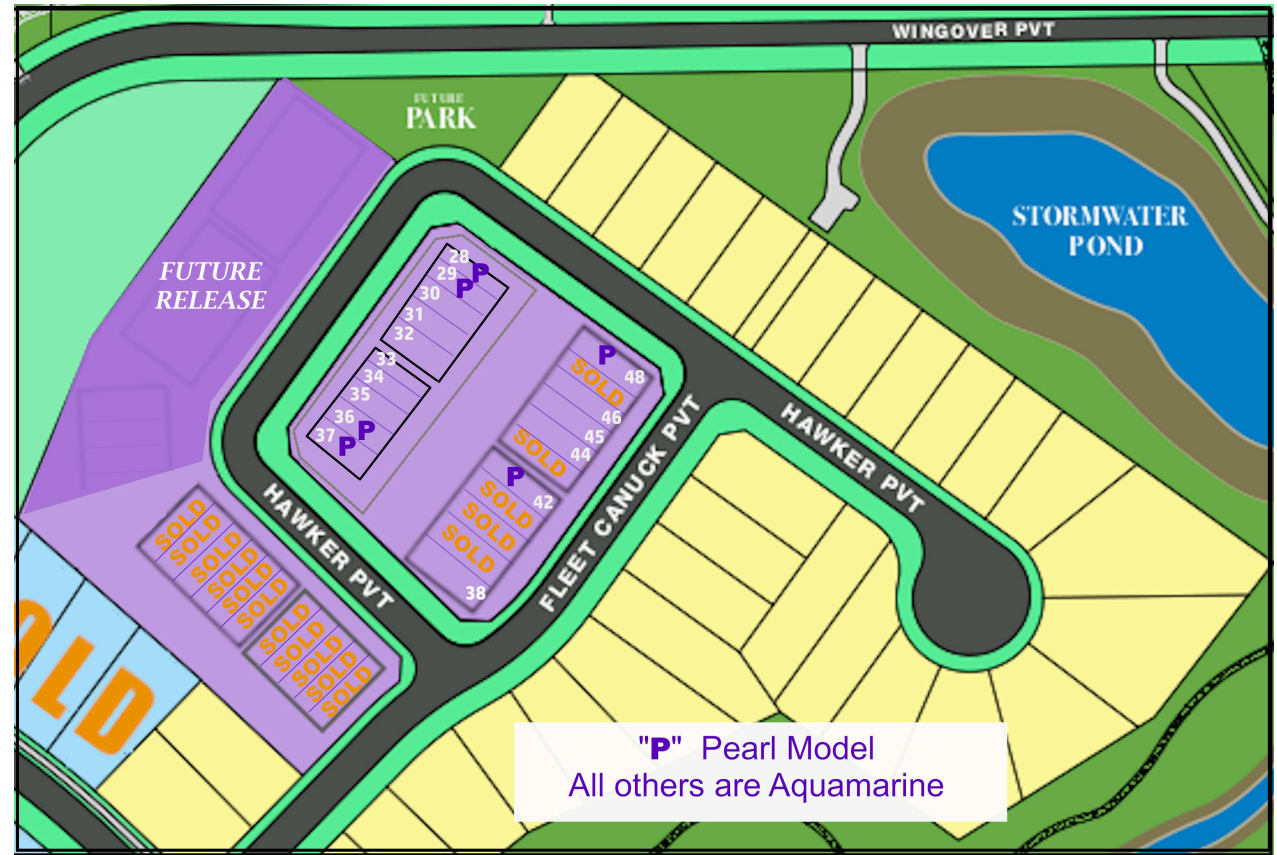 WINGOVER PVT
FUTURE
PARK
STORMWATER
POND
FUTURE
RELEASE
28
P
29
P
30
31
32
33
34
35
36
P
37
P
P
48
SOLD
46
45
44
SOLD
P
42
SOLD
SOLD
SOLD
38
HAWKER PVT
FLEET CANUCK PVT
HAWKER PVT
SOLD
SOLD
SOLD
SOLD
SOLD
SOLD
SOLD
SOLD
SOLD
SOLD
SOLD
OLD
"P" Pearl Model
All others are Aquamarine